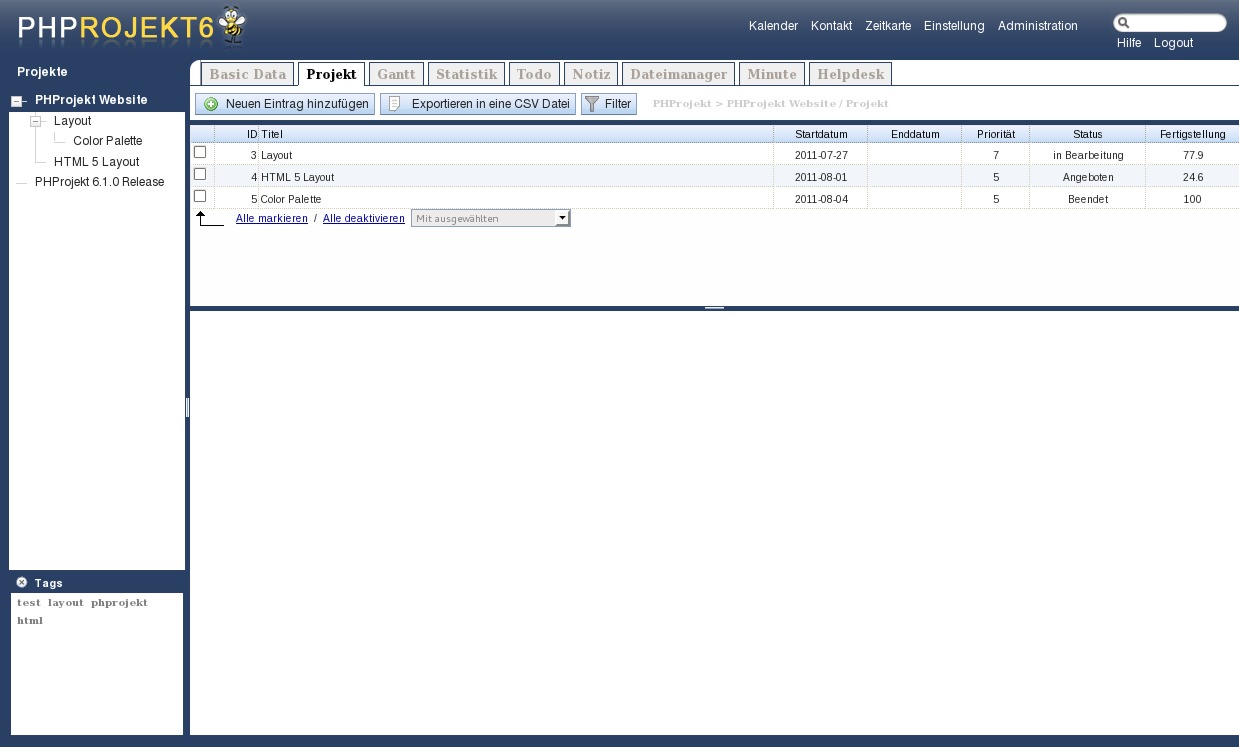 PHPROJEKT6
Kalender Kontakt Zeitkarte Einstellung Administration
Hilfe Logout
Projekte
PHProjekt Website
Layout
Color Palette
HTML 5 Layout
PHProjekt 6.1.0 Release
Tags
test layout phprojekt
html
Basic Data Projekt Gantt Statistik Todo Notiz Dateimanager Minute Helpdesk
Neuen Eintrag hinzufügen Exportieren in eine CSV Datei Filter PHProjekt > PHProjekt Website / Projekt
ID Titel Startdatum Enddatum Priorität Status Fertigstellung
3 Layout 2011-07-27 7 in Bearbeitung 77.9
4 HTML 5 Layout 2011-08-01 5 Angeboten 24.6
5 Color Palette 2011-08-04 5 Beendet 100
Alle markieren / Alle deaktivieren Mit ausgewählten